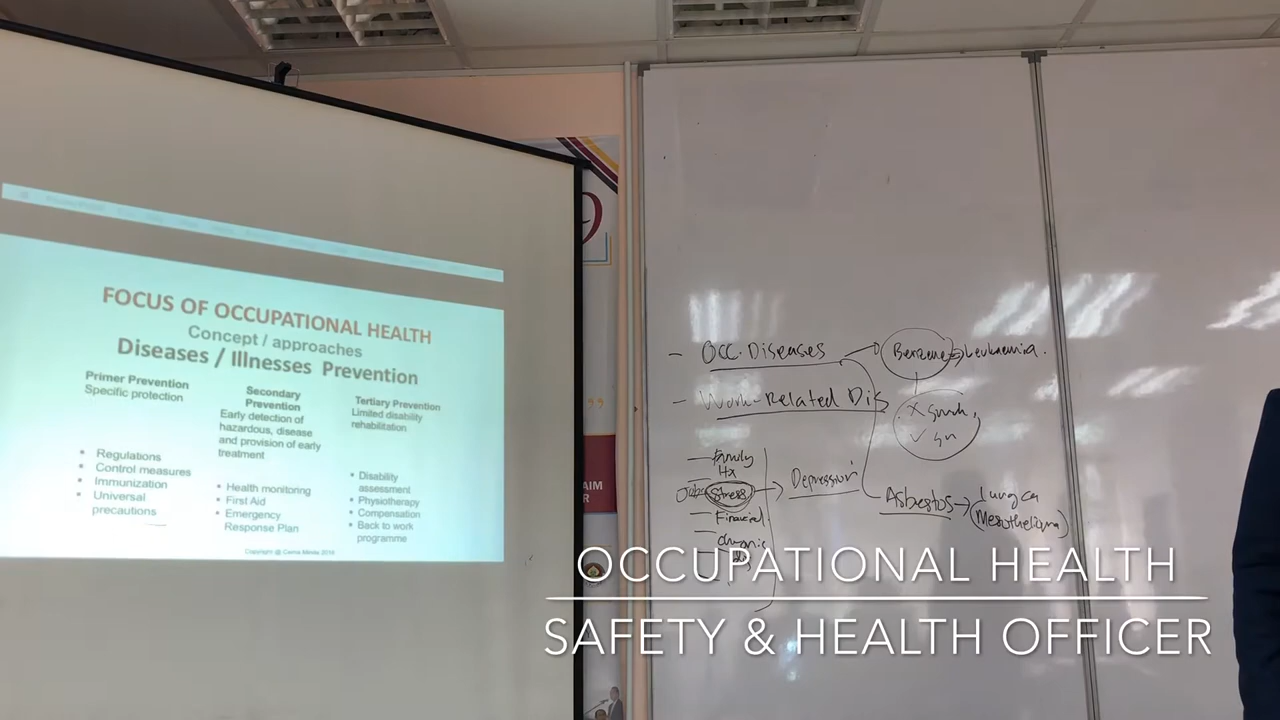 FOCUS OF OCCUPATIONAL HEALTH
Concept / approaches
Diseases / Illnesses Prevention
Primer Prevention
Specific protection
• Regulations
• Control measures
• Immunization
• Universal
precautions
Secondary
Prevention
Early detection of
hazardous, disease
and provision of early
treatment
• Health monitoring
• First Aid
• Emergency
Response Plan
Tertiary Prevention
Limited disability
rehabilitation
• Disability
assessment
• Physiotherapy
• Compensation
• Back to work
programme
- Occ. Diseases
Benzene
Leukaemia.
- Work-Related Dis
Family
Hx
Stress
Financial
Depression
Asbestos
Lung ca
(Mesothelioma)
OCCUPATIONAL HEALTH
SAFETY & HEALTH OFFICER